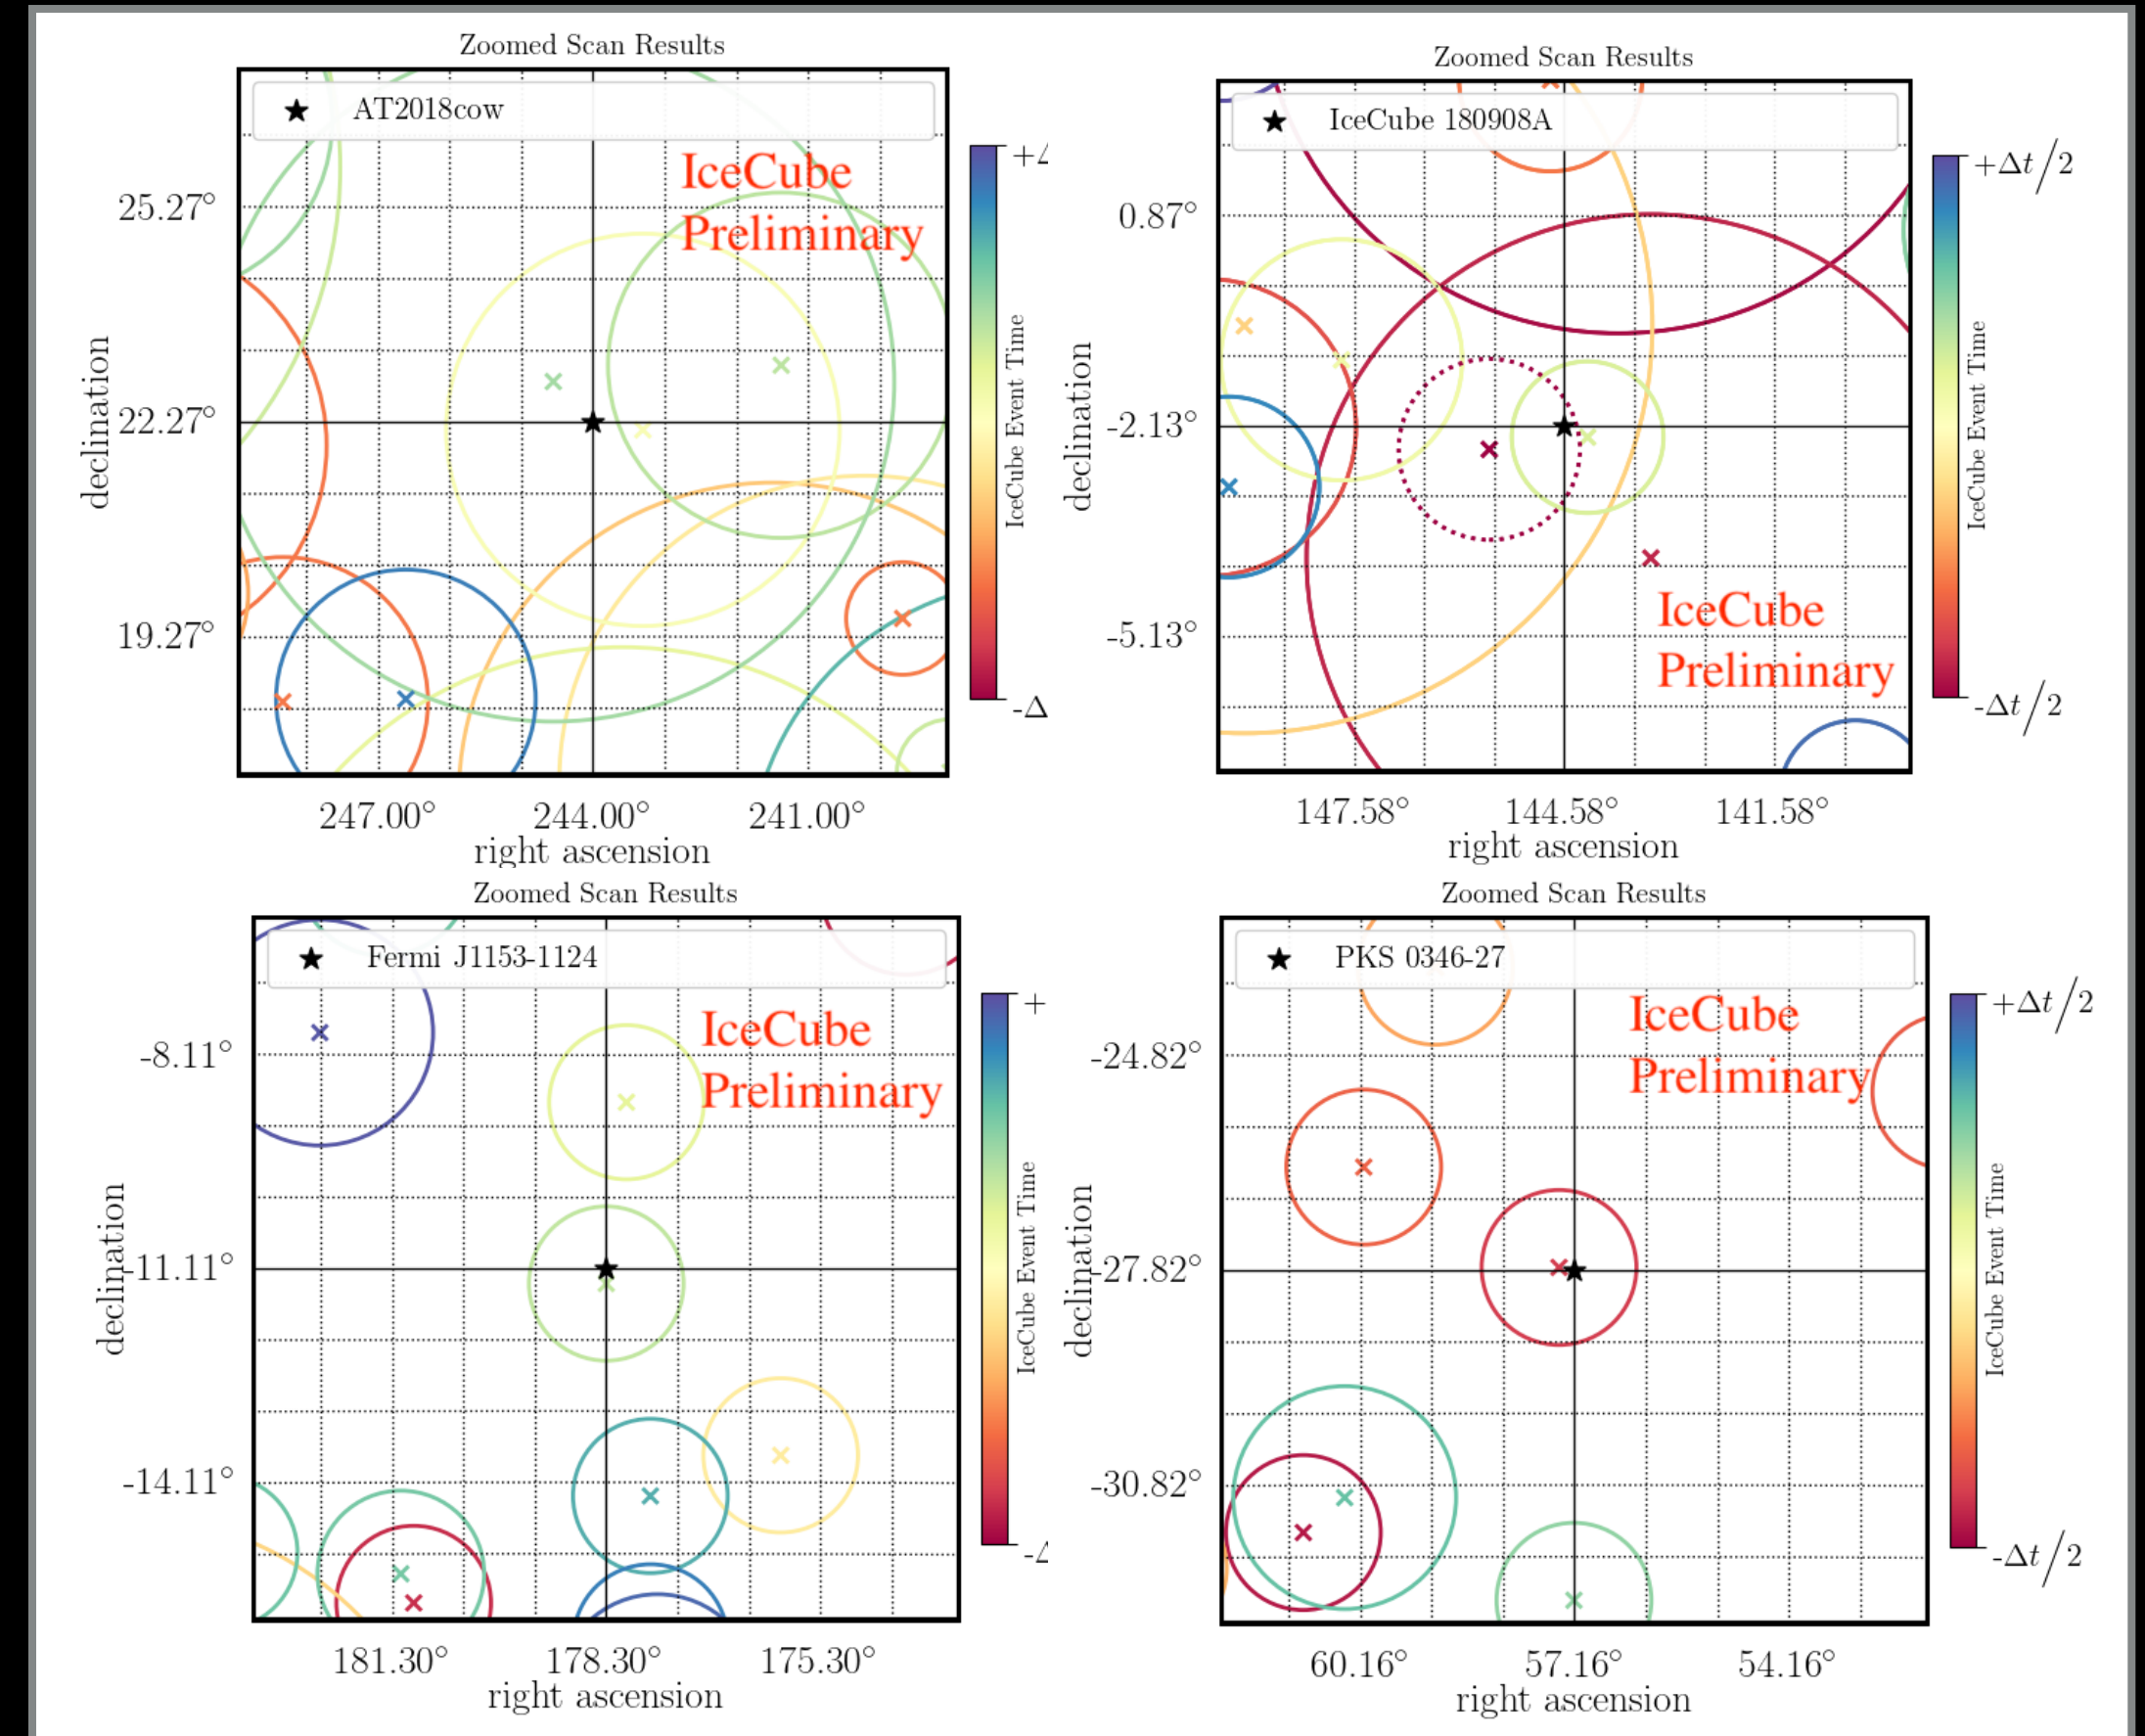 Zoomed Scan Results
AT2018cow
IceCube
Preliminary
25.27°
22.27°
19.27°
declination
247.00°
244.00°
241.00°
right ascension
IceCube Event Time
-Δ
Zoomed Scan Results
IceCube 180908A
0.87°
-2.13°
-5.13°
declination
IceCube
Preliminary
147.58°
144.58°
141.58°
right ascension
+Δt/2
IceCube Event Time
-Δt/2
Zoomed Scan Results
Fermi J1153-1124
IceCube
Preliminary
-8.11°
-11.11°
-14.11°
declination
181.30°
178.30°
175.30°
right ascension
+
IceCube Event Time
Zoomed Scan Results
PKS 0346-27
IceCube
Preliminary
-24.82°
-27.82°
-30.82°
declination
60.16°
57.16°
54.16°
right ascension
+Δt/2
IceCube Event Time
-Δt/2